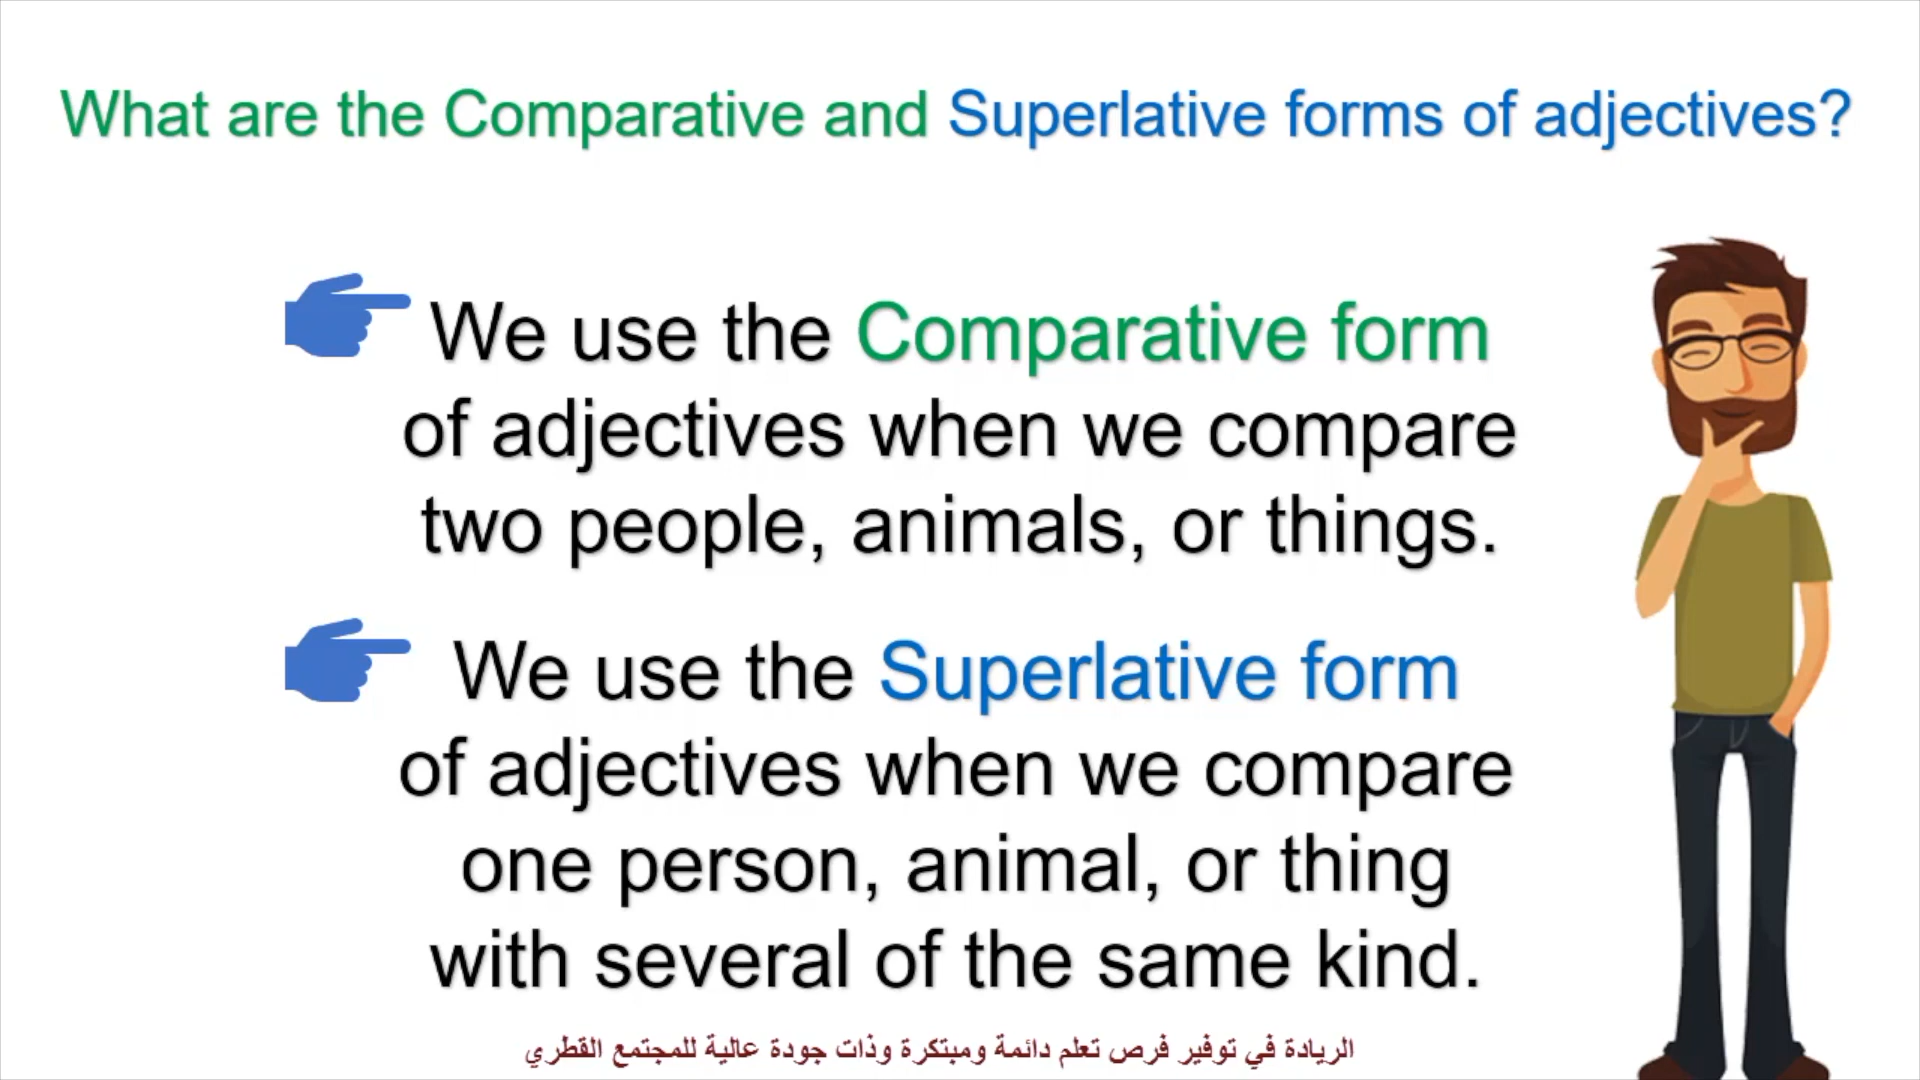 What are the Comparative and Superlative forms of adjectives?
We use the Comparative form
of adjectives when we compare
two people, animals, or things.
We use the Superlative form
of adjectives when we compare
one person, animal, or thing
with several of the same kind.
الريادة في توفير فرص تعلم دائمة ومبتكرة وذات جودة عالية للمجتمع القطري